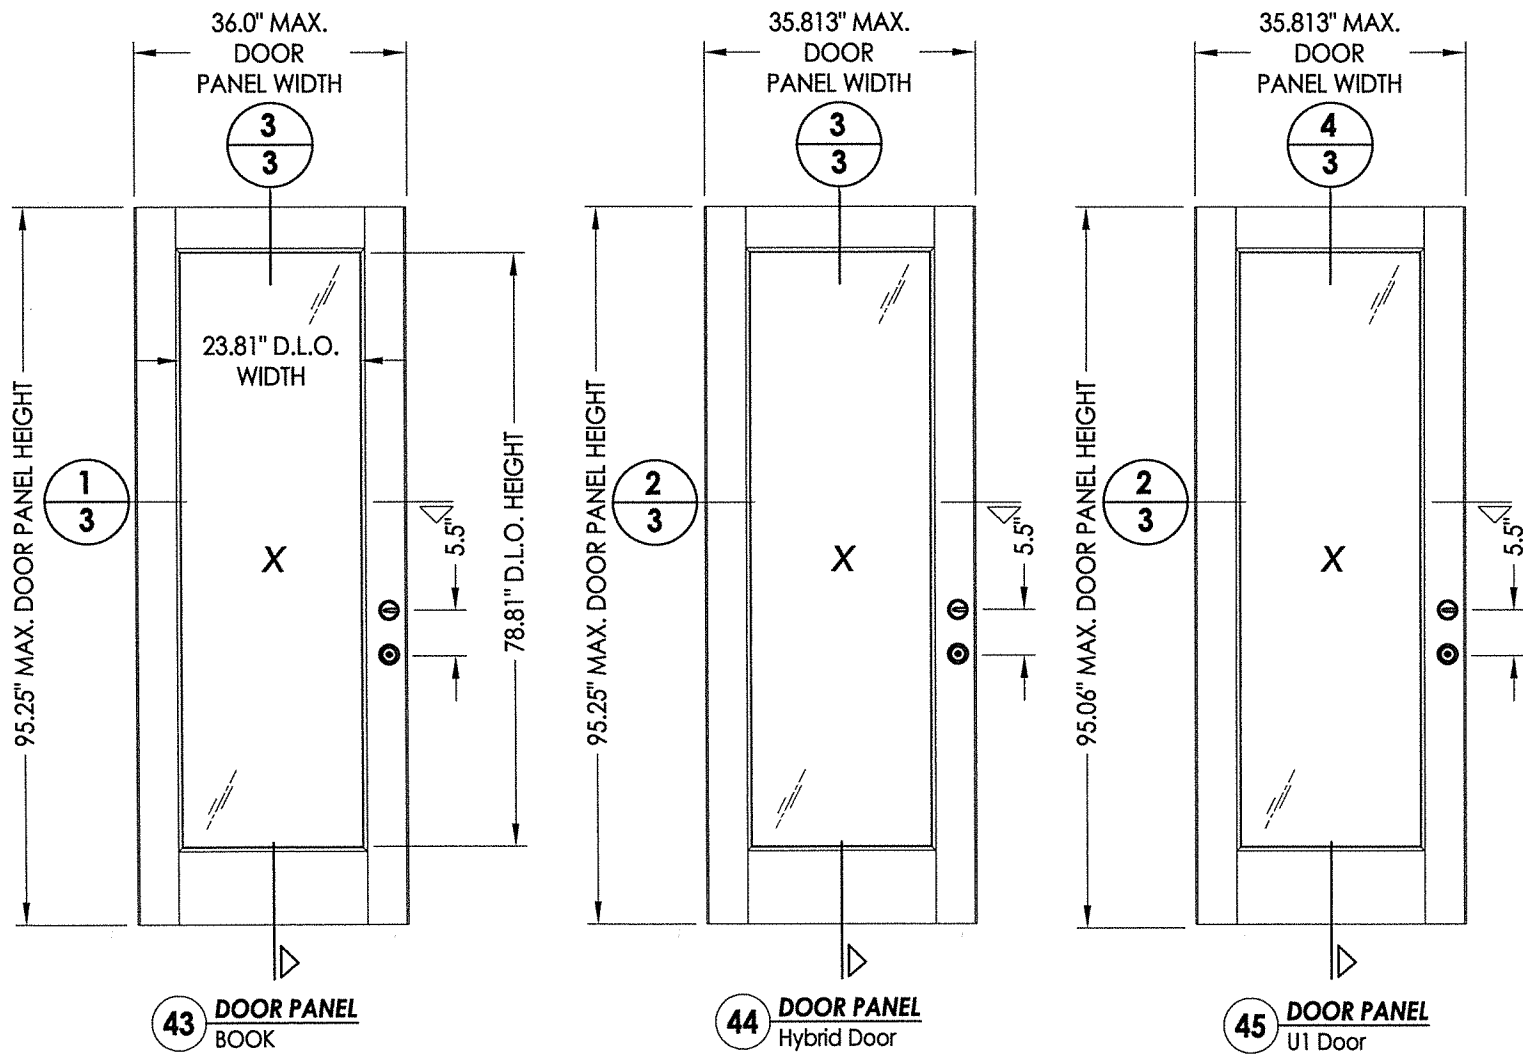 36.0" MAX.
DOOR
PANEL WIDTH
3
3
95.25" MAX. DOOR PANEL HEIGHT
23.81" D.L.O.
WIDTH
1
3
X
5.5"
78.81" D.L.O. HEIGHT
43 DOOR PANEL
BOOK
35.813" MAX.
DOOR
PANEL WIDTH
3
3
95.25" MAX. DOOR PANEL HEIGHT
2
3
X
5.5"
44 DOOR PANEL
Hybrid Door
35.813" MAX.
DOOR
PANEL WIDTH
4
3
95.06" MAX. DOOR PANEL HEIGHT
2
3
X
5.5"
45 DOOR PANEL
U1 Door